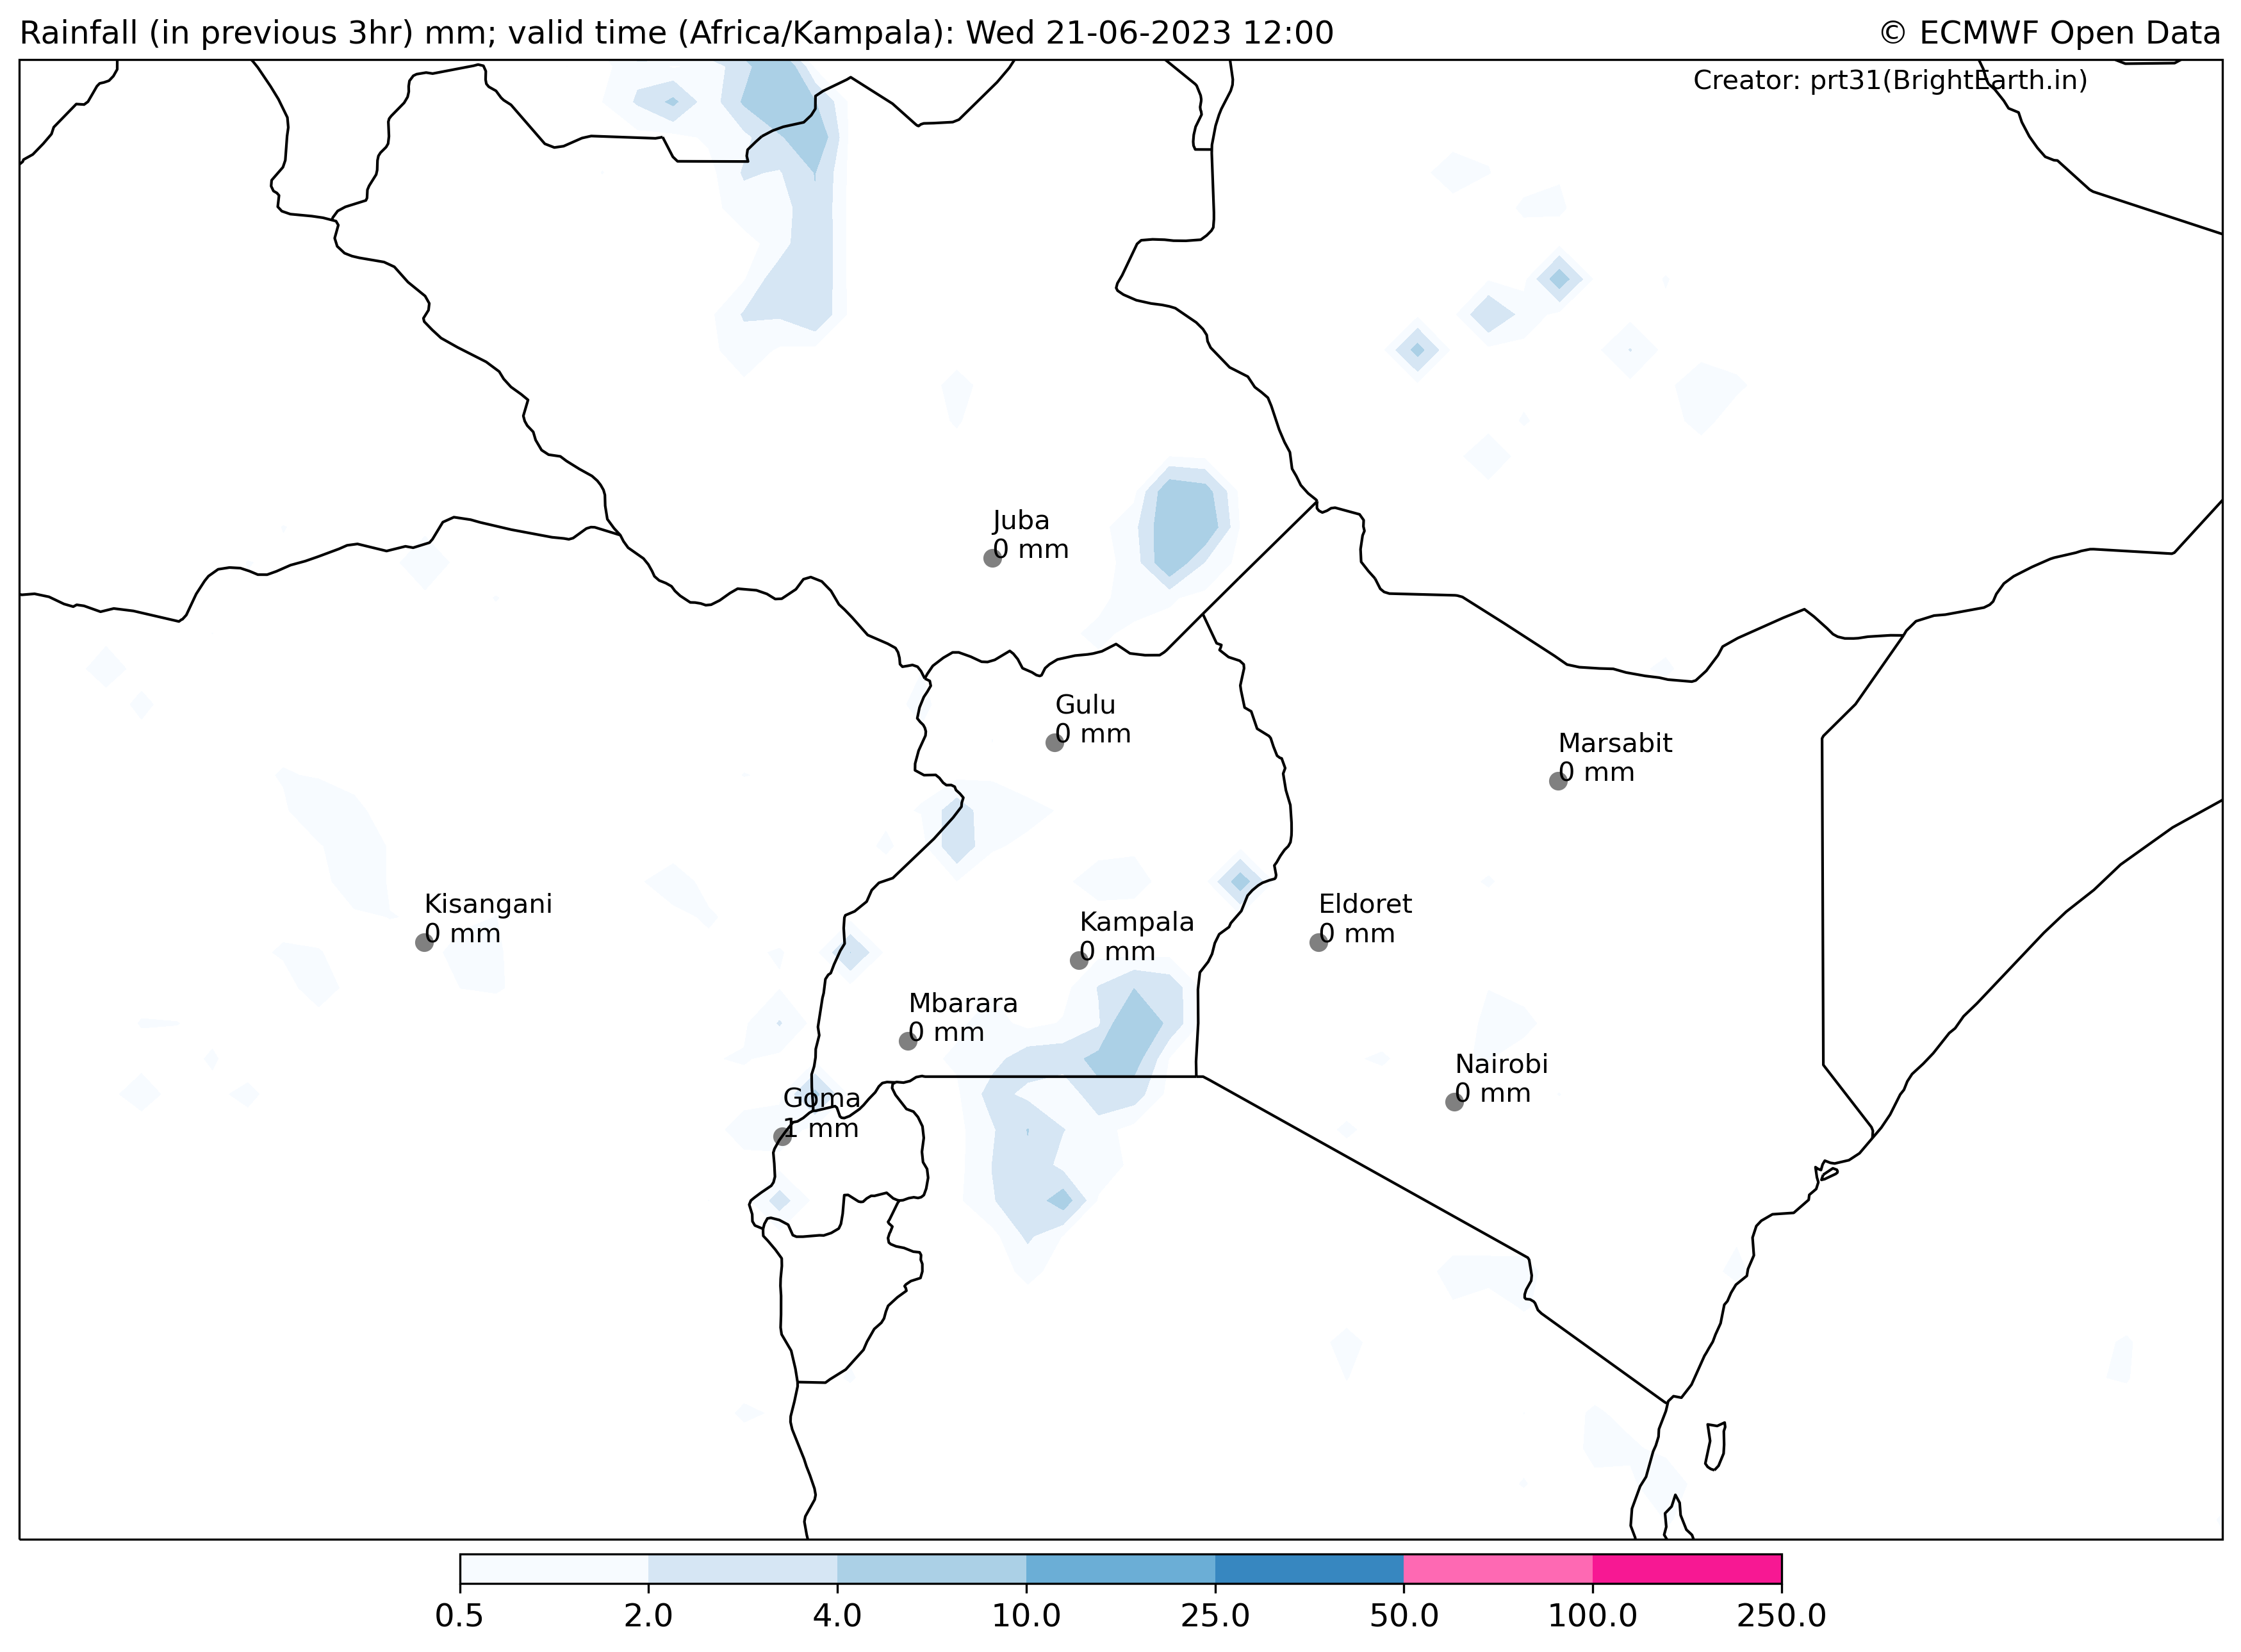 Rainfall (in previous 3hr) mm; valid time (Africa/Kampala): Wed 21-06-2023 12:00
© ECMWF Open Data
Creator: prt31(BrightEarth.in)
Juba
0 mm
Gulu
0 mm
Marsabit
0 mm
Kisangani
0 mm
Eldoret
0 mm
Kampala
0 mm
Mbarara
0 mm
Nairobi
0 mm
Goma
1 mm
0.5 2.0 4.0 10.0 25.0 50.0 100.0 250.0